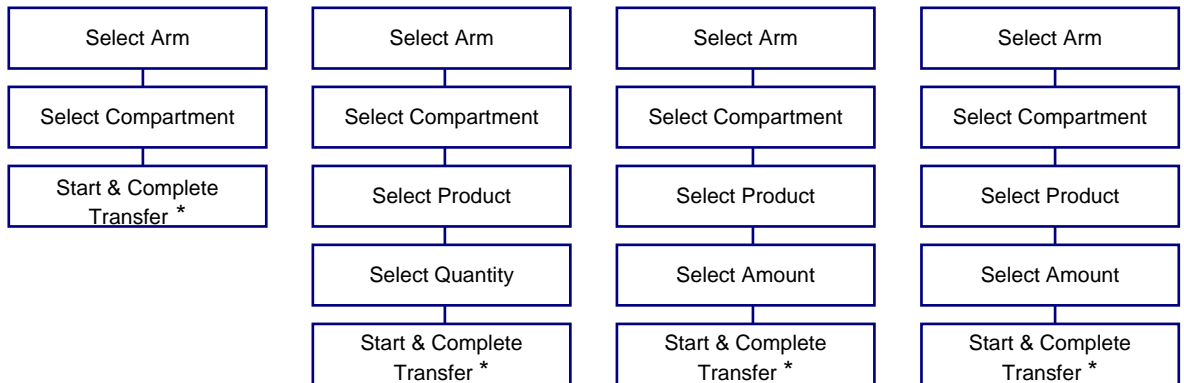 Select Arm
Select Compartment
Start & Complete
Transfer *
Select Arm
Select Compartment
Select Product
Select Quantity
Start & Complete
Transfer *
Select Arm
Select Compartment
Select Product
Select Amount
Start & Complete
Transfer *
Select Arm
Select Compartment
Select Product
Select Amount
Start & Complete
Transfer *